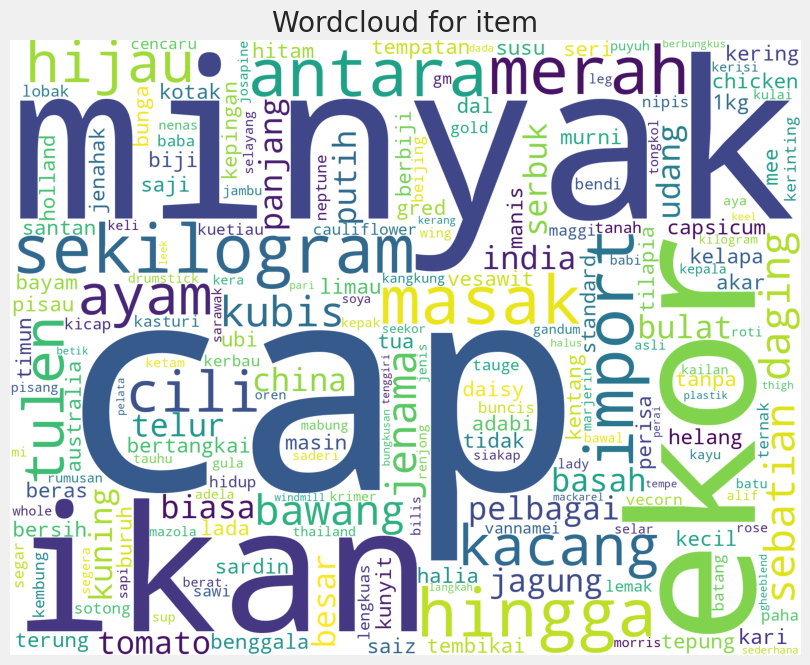 Wordcloud for item
cencaru
hijau
hitam
tempatan
dada
susu
seri
puyuh
berbungkus
kering
lobak
kotak
bunga
antara
josapine
merah
gm
leg
kerisi
kulai
chicken
minyak
nenas
baba
biji
saji
jenahak
holland
kepingan
selayang
panjang
jambu
neptune
putih
berbiji
g
beijing
dal
gold
red
serbuk
murni
nipis
1kg
udang
tongkol
mee
kerinting
bendi
santan
keli
kuetiau
cauliflower
kerang
wing
manis
maggi
tanah
aya
keel
capsicum
sekilogram
leek
india
babi
kilogram
kelapa
kepala
akar
bayam
pisau
drumstick
kera
pari
limau
kangkung
vesawit
standard
import
tilapia
daging
ayam
kubis
soya
masak
timun
kicap
kasturi
sarawak
ubi
kepak
seekor
tua
gandum
halus
bulat
asli
roti
tulen
australia
betik
pisang
ketam
kerbau
china
oren
tenggiri
jenis
tauge
kentang
marjerin
kailan
tanpa
plastik
thigh
ekor
sebatian
cili
cap
pelata
daisy
buncis
adabi
tidak
lady
perisa
perai
telur
bertangkai
masin
mabung
saderi
jenama
renjong
bungkusan
siakap
bawal
helang
kayu
ternak
mi
rumusan
tauhu
gula
hidup
beras
adela
windmill
krimer
basah
mackarel
tempe
vecorn
batu
alif
whole
biasa
bawang
pelbagai
bersih
kuning
buruh
mazola
lada
thailand
bilis
kacang
vannamei
selar
kecil
rose
segar
kembung
segera
sapi
berat
sawi
ikan
sardin
besar
lengkuas
kunyit
halia
langkah
jagung
lemak
batang
gheeblend
sotong
sup
hingga
paha
terung
tomato
benggala
saiz
tembikai
morris
tepung
kari
sederhana